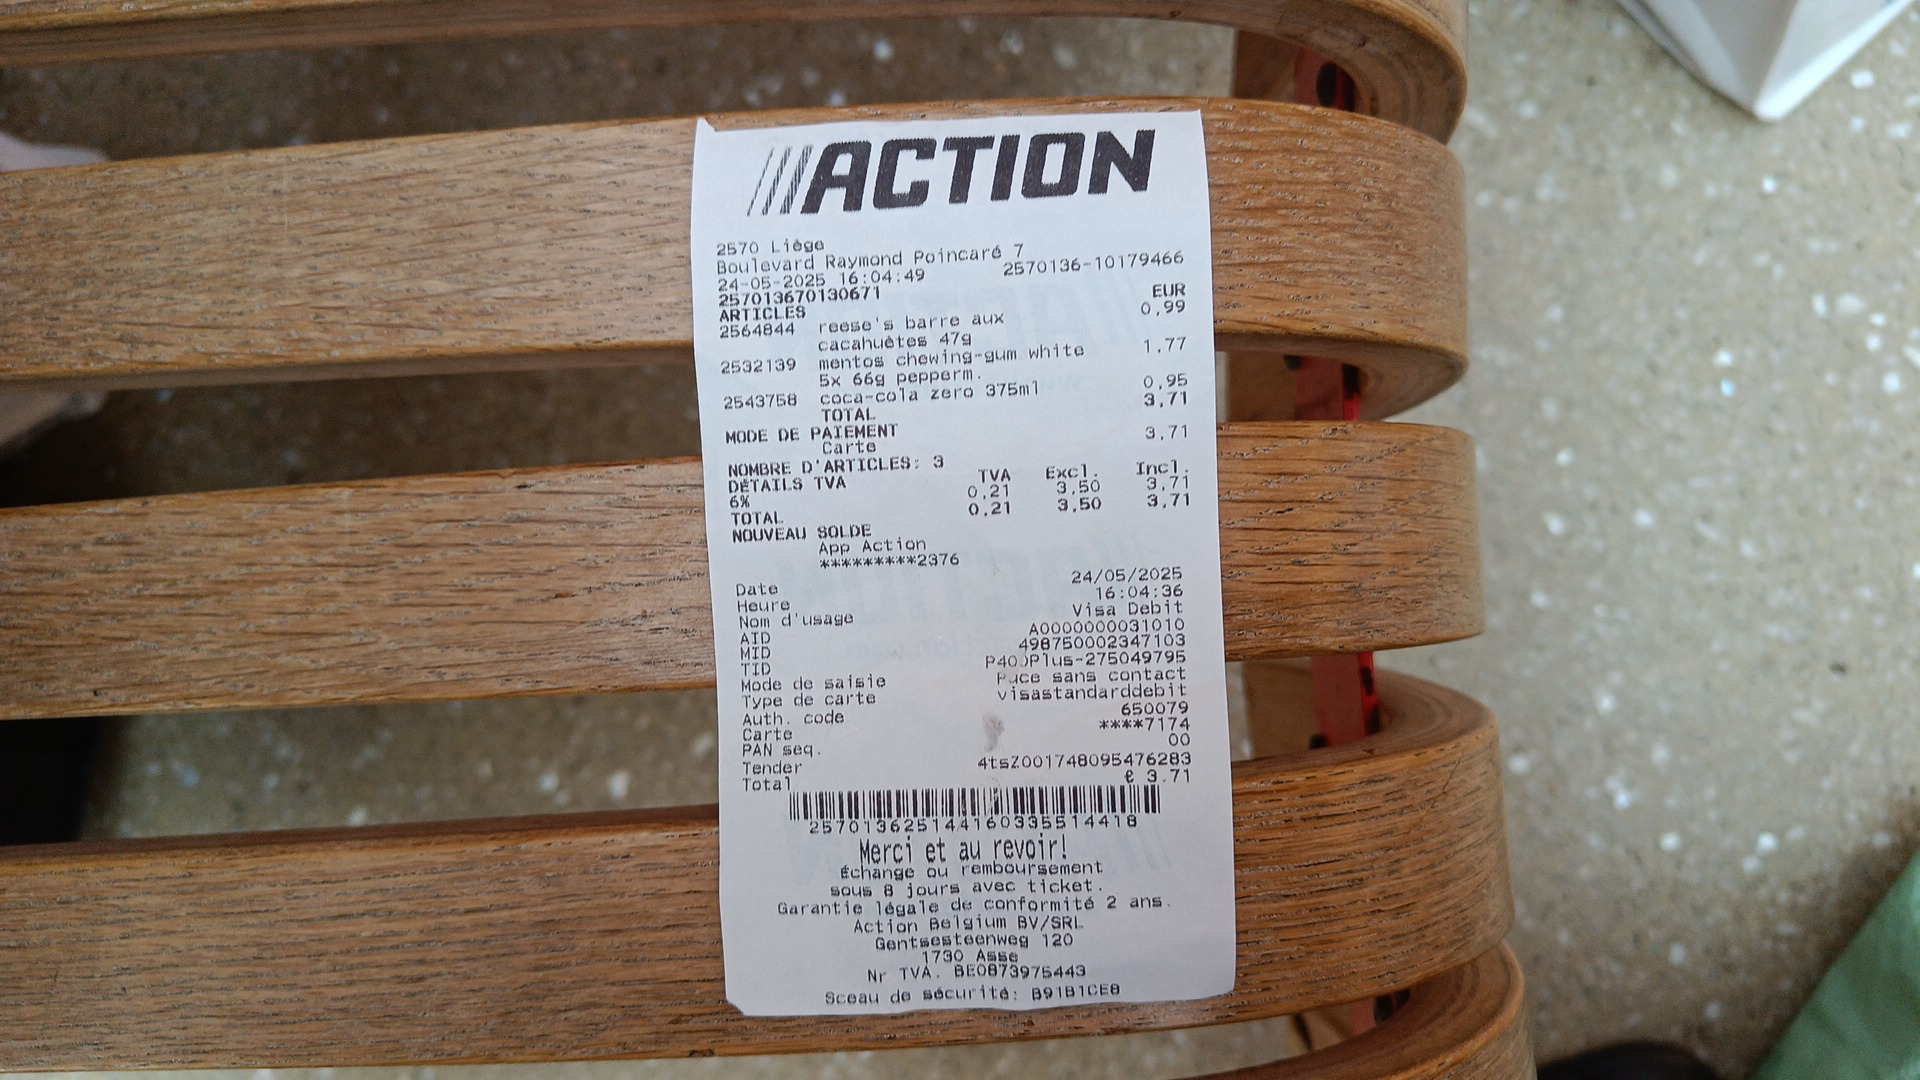 ACTION
2570 Liège
Boulevard Raymond Poincaré 7
24-05-2025 16:04:49 2570136-10179466
257013670130671
ARTICLES EUR
2564844 reese's barre aux 0,99
cacahuètes 47g
2532139 mentos chewing-gum white 1,77
5x 66g pepperm.
2543758 coca-cola zero 375ml 0,95
TOTAL 3,71
MODE DE PAIEMENT
Carte 3,71
NOMBRE D'ARTICLES: 3
DÉTAILS TVA TVA Excl. Incl.
6% 0,21 3,50 3,71
TOTAL 0,21 3,50 3,71
NOUVEAU SOLDE
App Action
*********2376
Date 24/05/2025
Heure 16:04:36
Nom d'usage Visa Debit
AID A0000000031010
MID 498750002347103
TID P400Plus-275049795
Mode de saisie Puce sans contact
Type de carte visastandarddebit
Auth. code 650079
Carte ****7174
PAN seq. 00
Tender 4tsZ001748095476283
Total € 3.71
257013625144160335514418
Merci et au revoir!
Échange ou remboursement
sous 8 jours avec ticket.
Garantie légale de conformité 2 ans.
Action Belgium BV/SRL
Gentsesteenweg 120
1730 Asse
Nr TVA. BE0873975443
Sceau de sécurité: B91B1CE8